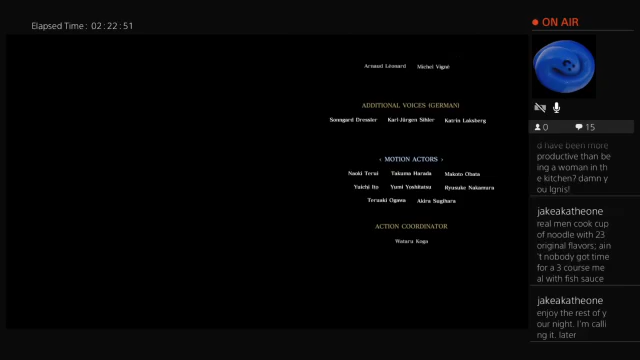 Elapsed Time : 02:22:51
ON AIR
0 15
Arnaud Léonard Michel Vigné
ADDITIONAL VOICES (GERMAN)
Soongard Dressler Karl-Jürgen Sihler Katrin Laksberg
MOTION ACTORS
Naoki Terui Takuma Harada Makoto Obata
Yuichi Ito Yumi Yoshitatsu Ryusuke Nakamura
Teruaki Ogawa Akira Sugihara
ACTION COORDINATOR
Wataru Koga
d have been more
productive than be
ing a woman in th
e kitchen? damn y
ou Ignis!
jakeakatheone
real men cook cup
of noodle with 23
original flavors; ain
't nobody got time
for a 3 course me
al with fish sauce
jakeakatheone
enjoy the rest of y
our night. I'm calli
ng it. later